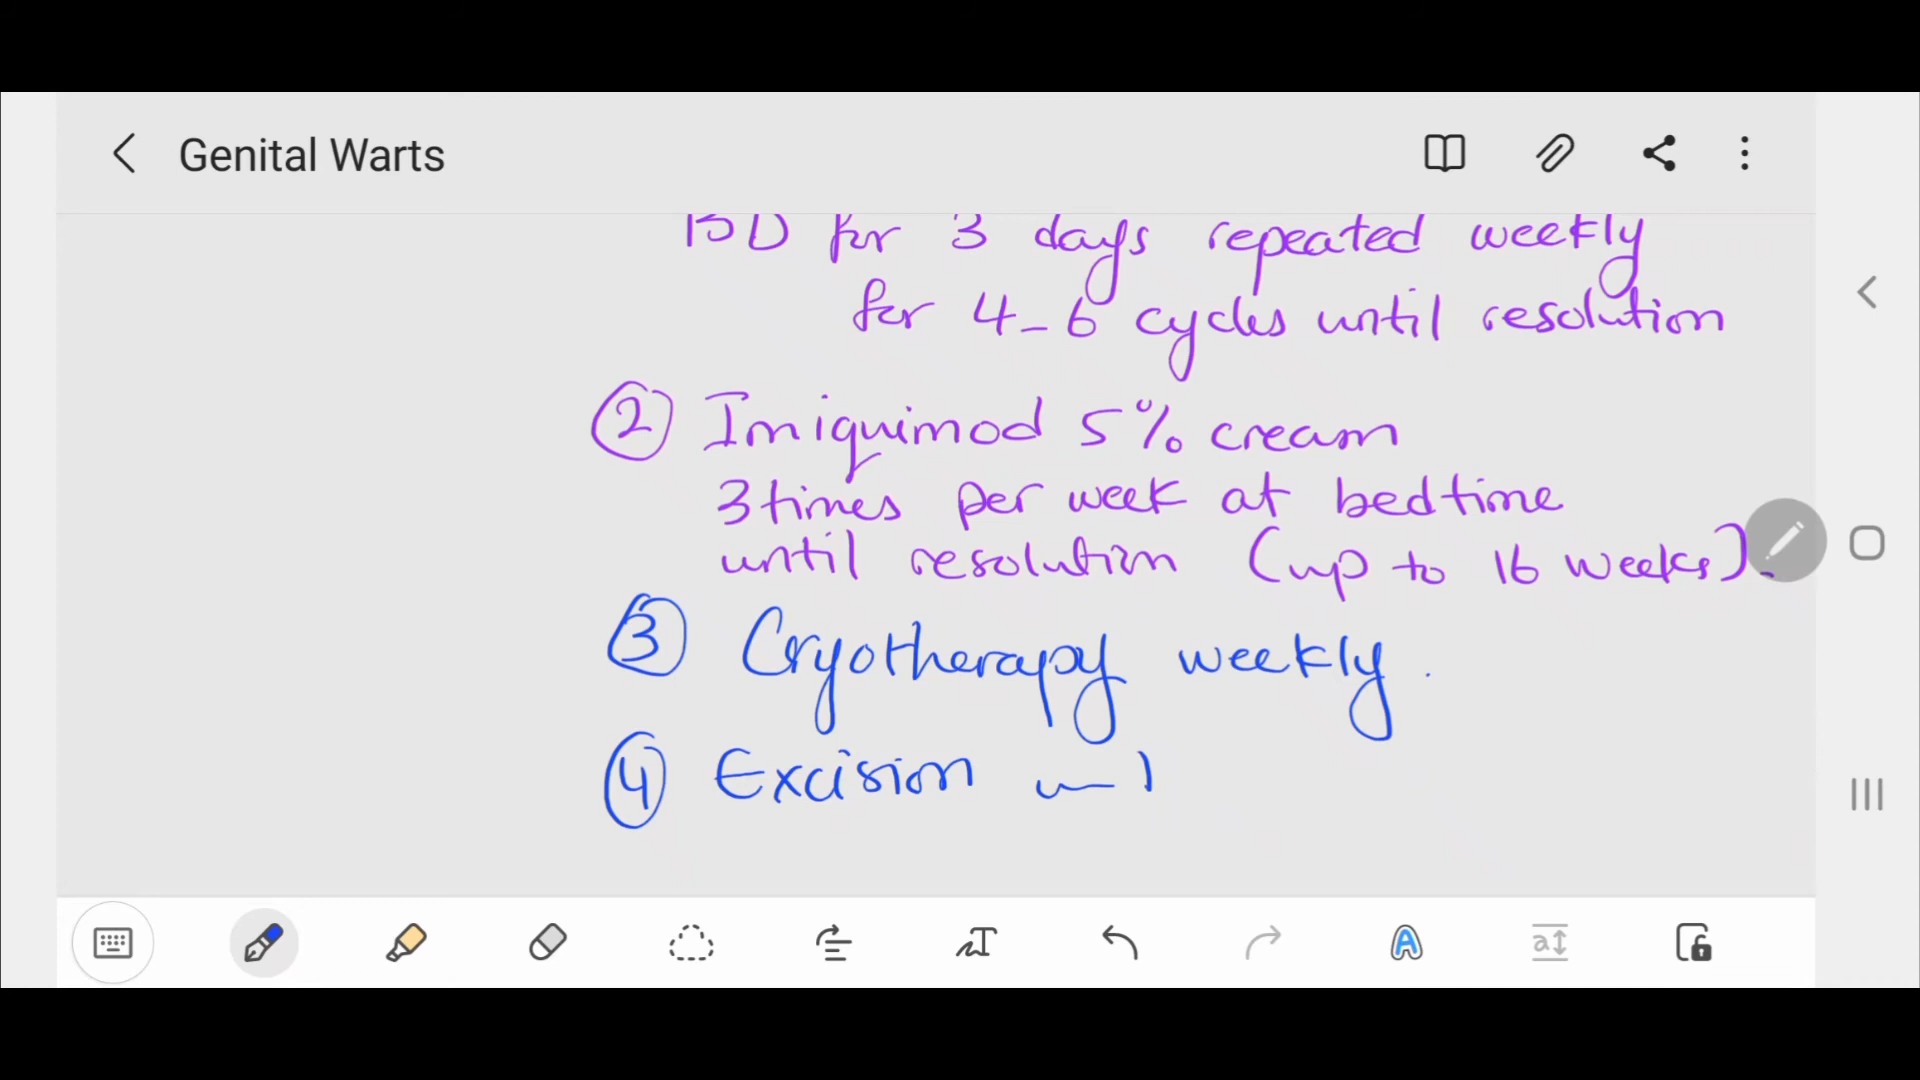 Genital Warts
BD for 3 days repeated weekly
for 4-6 cycles until resolution
② Imiquimod 5% cream
3 times per week at bedtime
until resolution (up to 16 weeks).
③ Cryotherapy weekly.
④ Excision